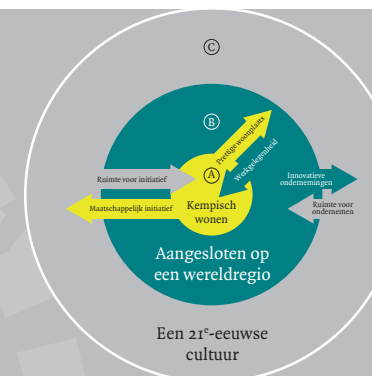 C
B
Prettige woonplaats
Werkgelegenheid
A
Ruimte voor initiatief
Innovatieve
ondernemingen
Maatschappelijk initiatief
Kempisch
wonen
Ruimte voor
ondernemen
Aangesloten op
een wereldregio
Een 21e-eeuwse
cultuur